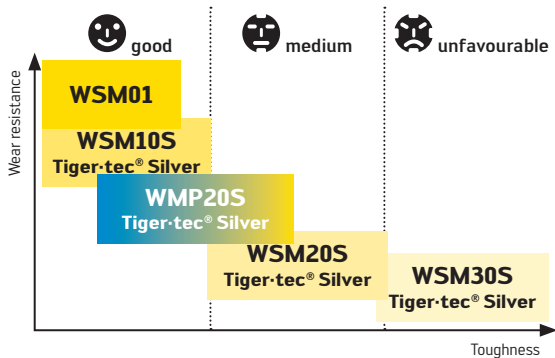 good
medium
unfavourable
Wear resistance
WSM01
WSM10S
Tiger·tec® Silver
WMP20S
Tiger·tec® Silver
WSM20S
Tiger·tec® Silver
WSM30S
Tiger·tec® Silver
Toughness